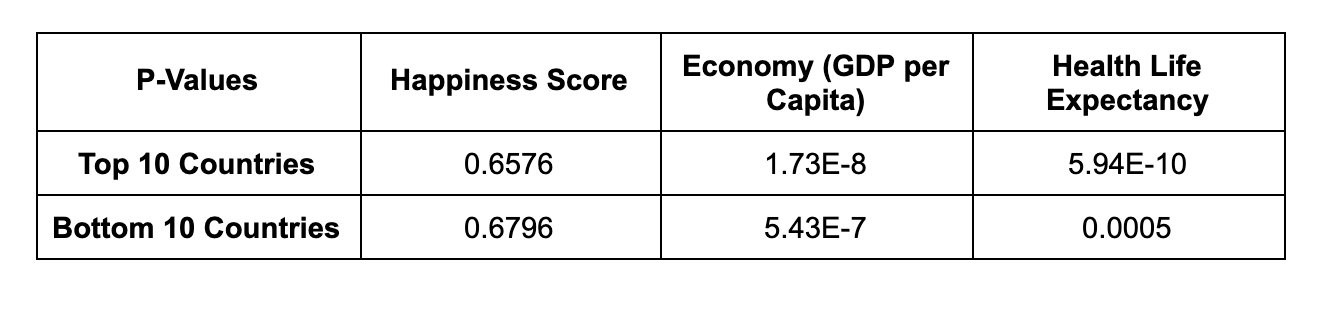 P-Values Happiness Score Economy (GDP per Capita) Health Life Expectancy
Top 10 Countries 0.6576 1.73E-8 5.94E-10
Bottom 10 Countries 0.6796 5.43E-7 0.0005